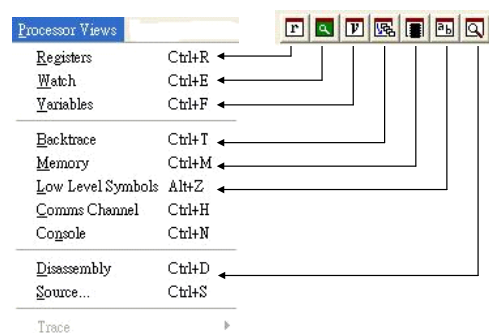 Processor Views
r V ab
Registers Ctrl+R
Watch Ctrl+E
Variables Ctrl+F
Backtrace Ctrl+T
Memory Ctrl+M
Low Level Symbols Alt+Z
Comms Channel Ctrl+H
Console Ctrl+N
Disassembly Ctrl+D
Source... Ctrl+S
Trace